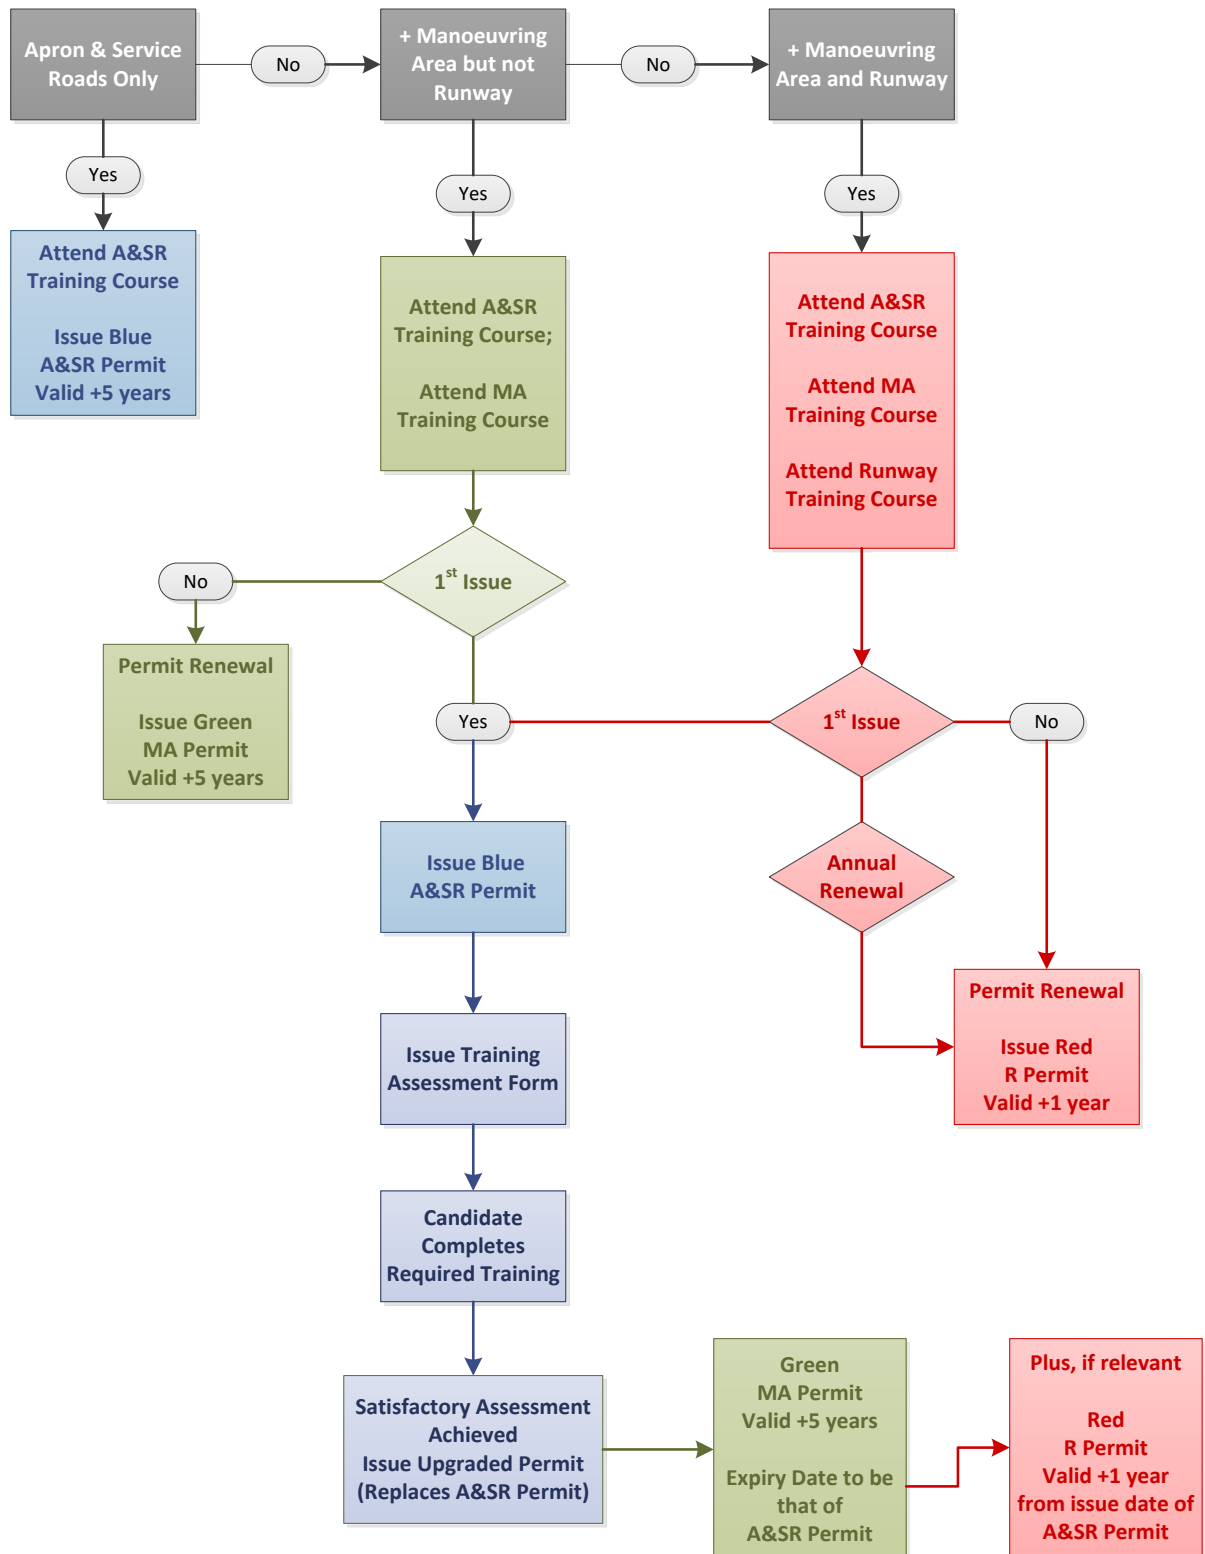 Apron & Service
Roads Only
No
+ Manoeuvring
Area but not
Runway
No
+ Manoeuvring
Area and Runway
Yes
Yes
Yes
Attend A&SR
Training Course
Issue Blue
A&SR Permit
Valid +5 years
Attend A&SR
Training Course;
Attend MA
Training Course
Attend A&SR
Training Course
Attend MA
Training Course
Attend Runway
Training Course
1st Issue
No
Permit Renewal
Issue Green
MA Permit
Valid +5 years
Yes
1st Issue
No
Issue Blue
A&SR Permit
Annual
Renewal
Permit Renewal
Issue Red
R Permit
Valid +1 year
Issue Training
Assessment Form
Candidate
Completes
Required Training
Satisfactory Assessment
Achieved
Issue Upgraded Permit
(Replaces A&SR Permit)
Green
MA Permit
Valid +5 years
Expiry Date to be
that of
A&SR Permit
Plus, if relevant
Red
R Permit
Valid +1 year
from issue date of
A&SR Permit